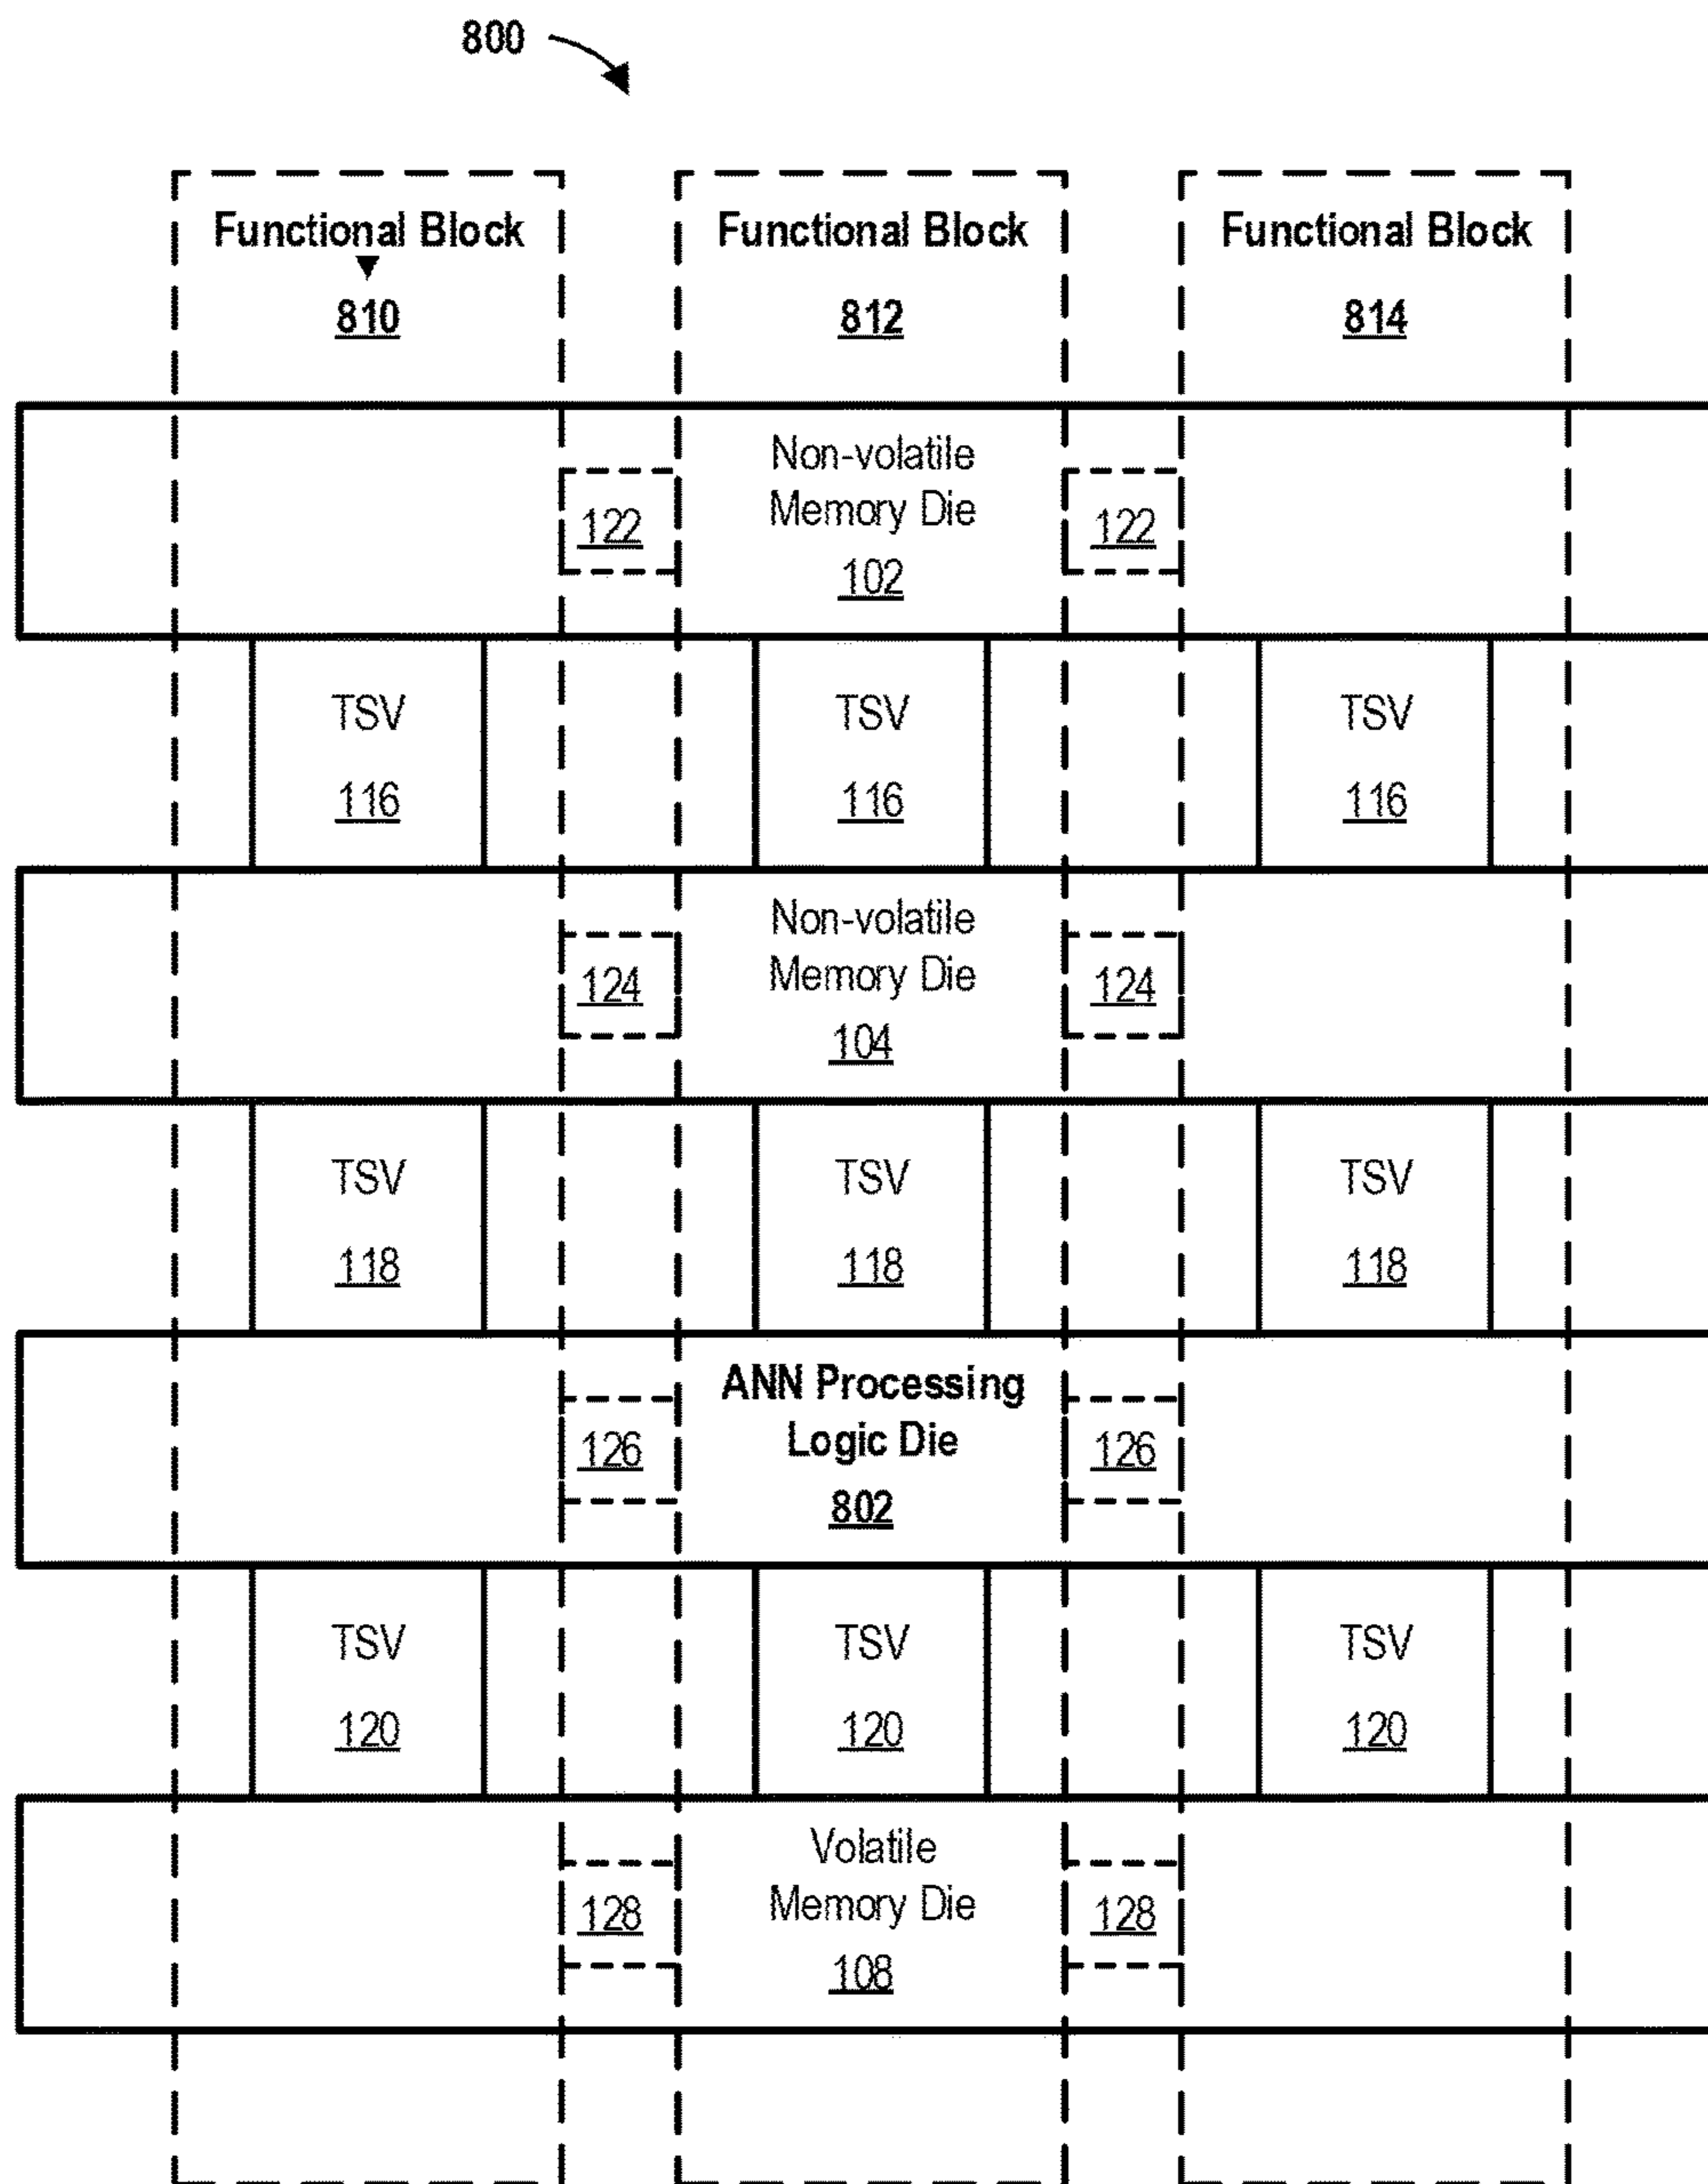 800
Functional Block Functional Block Functional Block
810 812 814
Non-volatile
Memory Die
122 122
102
TSV TSV TSV
116 116 116
Non-volatile
Memory Die
124 124
104
TSV TSV TSV
118 118 118
ANN Processing
Logic Die
126 126
802
TSV TSV TSV
120 120 120
Volatile
Memory Die
128 128
108